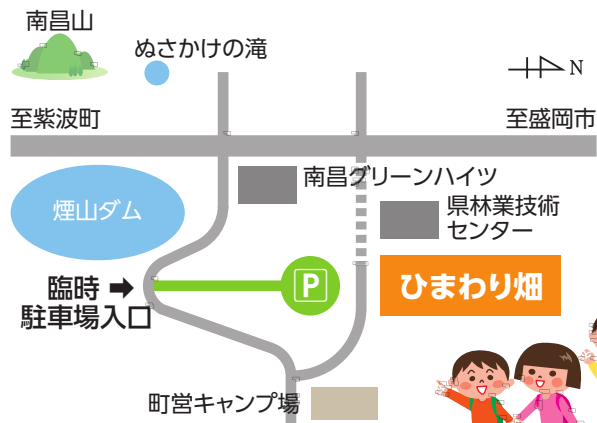 南昌山
ぬさかけの滝
N
至紫波町
至盛岡市
南昌グリーンハイツ
県林業技術
センター
煙山ダム
臨時 ➡
駐車場入口
P
ひまわり畑
町営キャンプ場